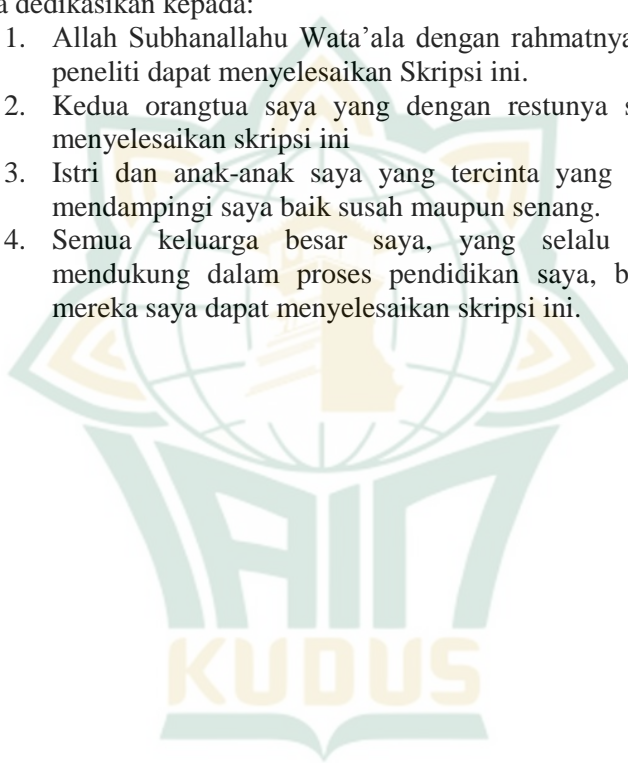 a dedikasikan kepada:
1. Allah Subhanallahu Wata’ala dengan rahmatnya
peneliti dapat menyelesaikan Skripsi ini.
2. Kedua orangtua saya yang dengan restunya s
menyelesaikan skripsi ini
3. Istri dan anak-anak saya yang tercinta yang
mendampingi saya baik susah maupun senang.
4. Semua keluarga besar saya, yang selalu
mendukung dalam proses pendidikan saya, b
mereka saya dapat menyelesaikan skripsi ini.
IAIN
KUDUS